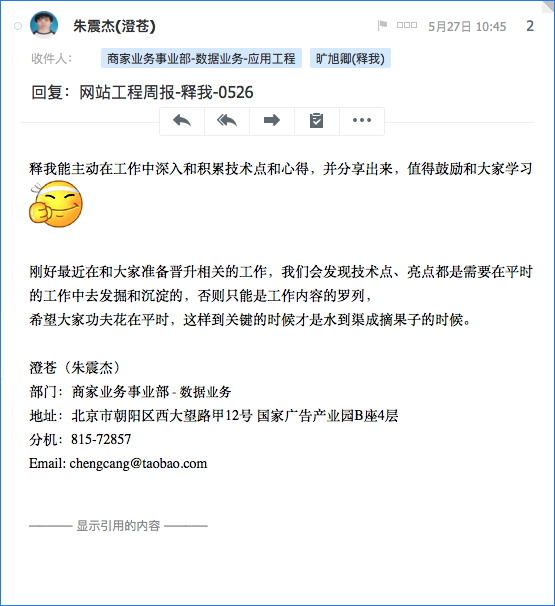 朱震杰(澄苍)
5月27日 10:45
2
收件人：
商家业务事业部-数据业务-应用工程
旷旭卿(释我)
回复：网站工程周报-释我-0526
释我能主动在工作中深入和积累技术点和心得，并分享出来，值得鼓励和大家学习
刚好最近在和大家准备晋升相关的工作，我们会发现技术点、亮点都是需要在平时
的工作中去发掘和沉淀的，否则只能是工作内容的罗列，
希望大家功夫花在平时，这样到关键的时候才是水到渠成摘果子的时候。
澄苍（朱震杰）
部门：商家业务事业部 - 数据业务
地址：北京市朝阳区西大望路甲12号 国家广告产业园B座4层
分机：815-72857
Email: chengcang@taobao.com
———— 显示引用的内容 ————